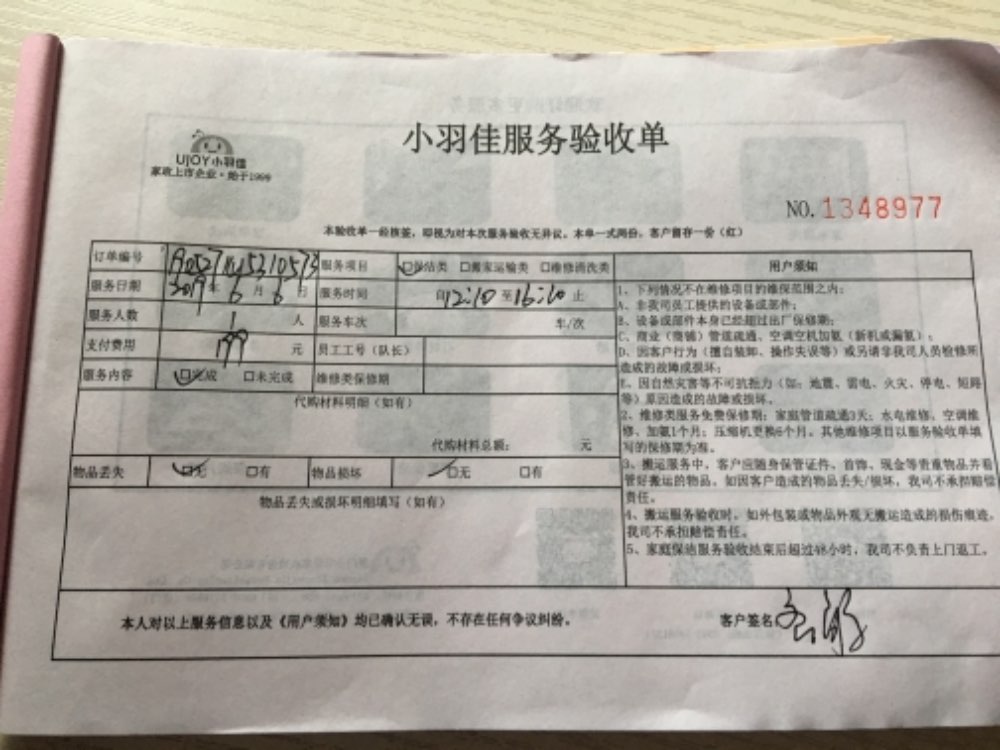 小羽佳服务验收单
UJOY小羽佳
家政上市企业·始于1999
NO. 1348977
本验收单一经核签，即视为对本次服务验收无异议。本单一式两份，客户留存一份（红）
订单编号
服务项目 □保洁类 □搬家运输类 □维修清洗类
服务日期 2019年6月6日
服务时间 自12:10至16:10止
服务人数 1人
服务车次 车/次
支付费用 199元
员工工号（队长）
服务内容 □完成 □未完成
维修类保修期
代购材料明细（如有）
代购材料总额： 元
物品丢失 □无 □有
物品损坏 □无 □有
物品丢失或损坏明细填写（如有）
用户须知
1、下列情况不在维修项目的维保范围之内：
A、非我司员工提供的设备或部件；
B、设备或部件本身已经超过出厂保修期；
C、商业（商铺）管道疏通、空调空机加氨（新机或漏氨）；
D、因客户行为（擅自装卸、操作失误等）或另请非我司人员检修所
造成的故障或损坏；
E、因自然灾害等不可抗拒力（如：地震、雷电、火灾、停电、短路
等）原因造成的故障或损坏。
2、维修类服务免费保修期：家庭管道疏通3天；水电维修、空调维
修、加氨1个月；压缩机更换6个月。其他维修项目以服务验收单填
写的保修期为准。
3、搬运服务中，客户应随身保管证件、首饰、现金等贵重物品并看
管好搬运的物品。如因客户造成的物品丢失/损坏，我司不承担赔偿
责任。
4、搬运服务验收时，如外包装或物品外观无搬运造成的损伤痕迹，
我司不承担赔偿责任。
5、家庭保洁服务验收结束后超过48小时，我司不负责上门返工。
本人对以上服务信息以及《用户须知》均已确认无误，不存在任何争议纠纷。
客户签名